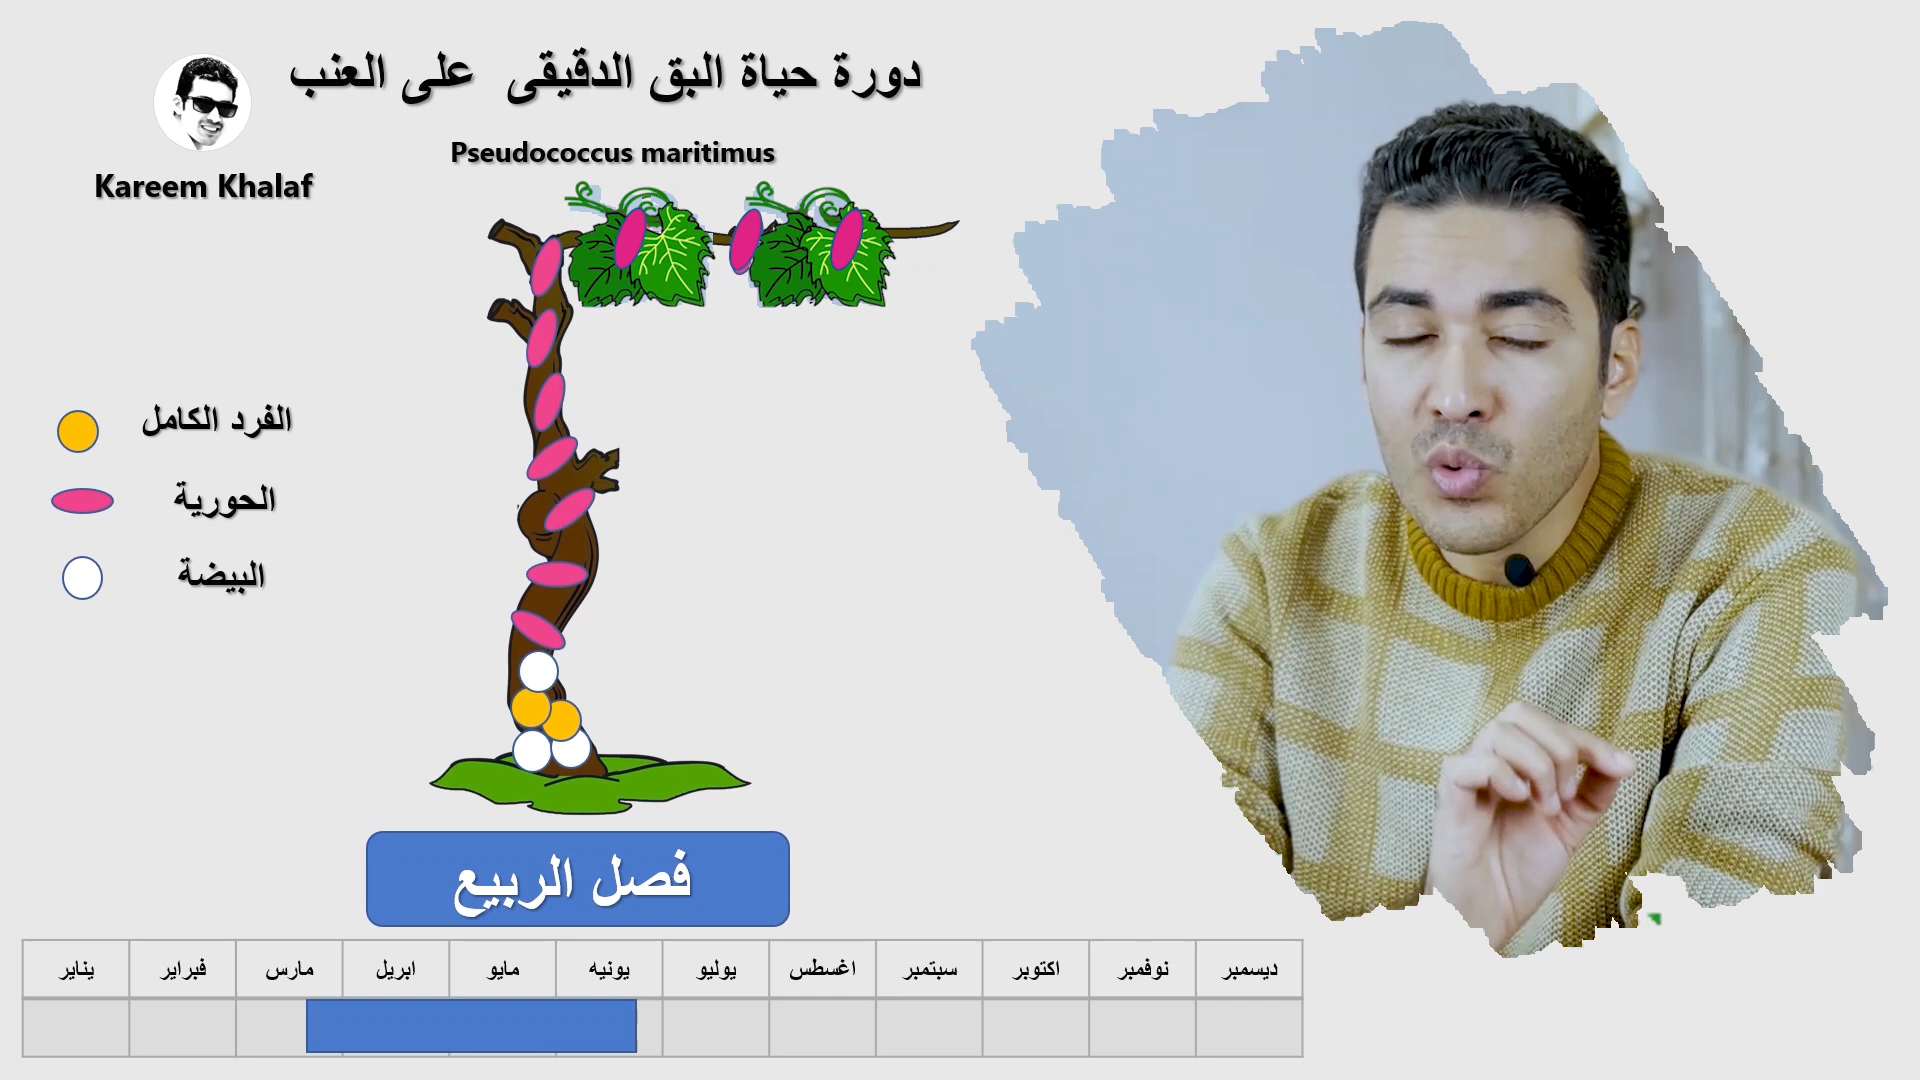 دورة حياة البق الدقيقى على العنب
Pseudococcus maritimus
Kareem Khalaf
الفرد الكامل
الحورية
البيضة
فصل الربيع
يناير فبراير مارس ابريل مايو يونيه يوليو اغسطس سبتمبر اكتوبر نوفمبر ديسمبر